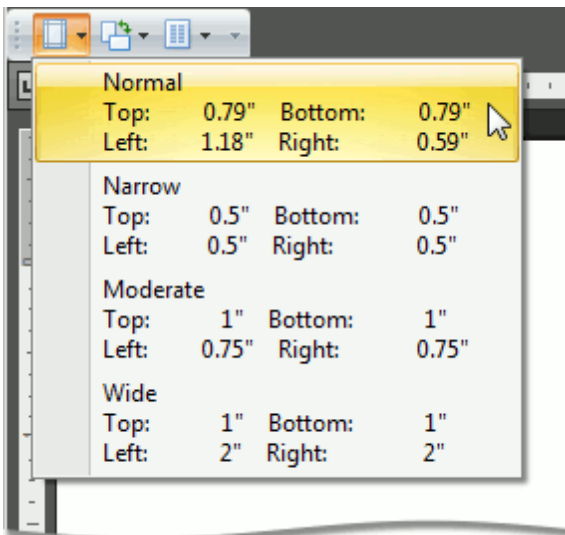 Normal
Top: 0.79" Bottom: 0.79"
Left: 1.18" Right: 0.59"
Narrow
Top: 0.5" Bottom: 0.5"
Left: 0.5" Right: 0.5"
Moderate
Top: 1" Bottom: 1"
Left: 0.75" Right: 0.75"
Wide
Top: 1" Bottom: 1"
Left: 2" Right: 2"